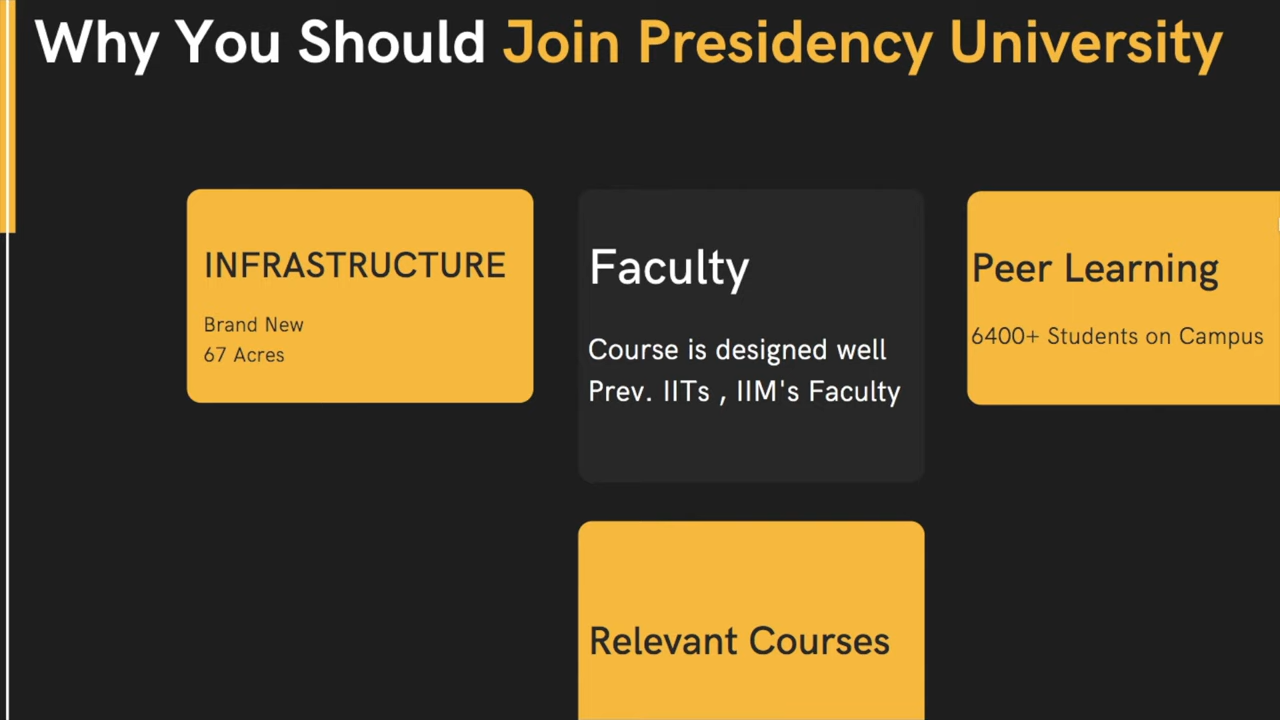 Why You Should Join Presidency University
INFRASTRUCTURE
Brand New
67 Acres
Faculty
Course is designed well
Prev. IITs , IIM's Faculty
Peer Learning
6400+ Students on Campus
Relevant Courses